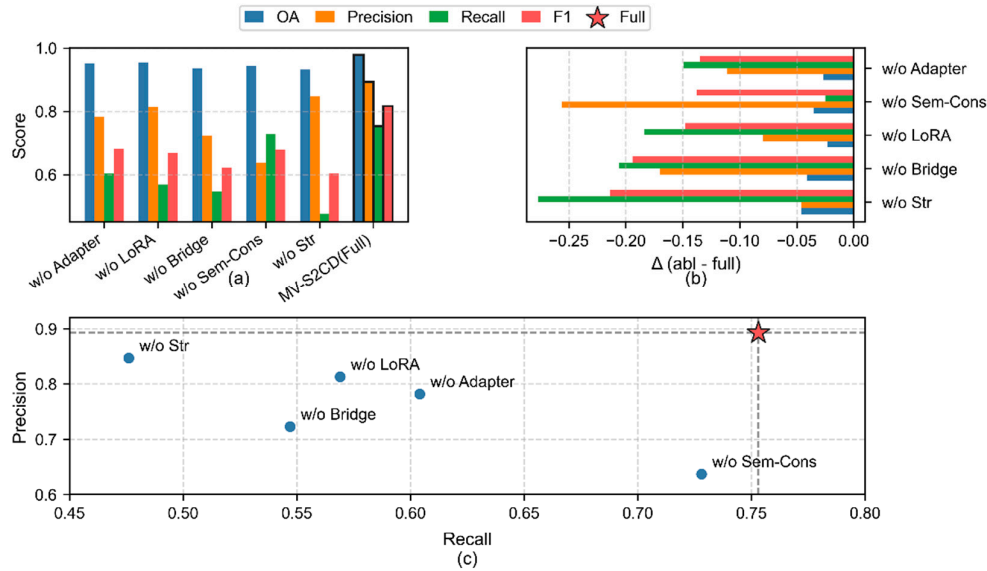 OA Precision Recall F1 Full
1.0
0.8
0.6
Score
w/o Adapter
w/o LoRA
w/o Bridge
w/o Sem-Cons
w/o Str
MV-S2CD(Full)
(a)
w/o Adapter
w/o Sem-Cons
w/o LoRA
w/o Bridge
w/o Str
−0.25 −0.20 −0.15 −0.10 −0.05 0.00
Δ (abl - full)
(b)
0.9
0.8
0.7
0.6
Precision
w/o Str
w/o LoRA
w/o Adapter
w/o Bridge
w/o Sem-Cons
0.45 0.50 0.55 0.60 0.65 0.70 0.75 0.80
Recall
(c)